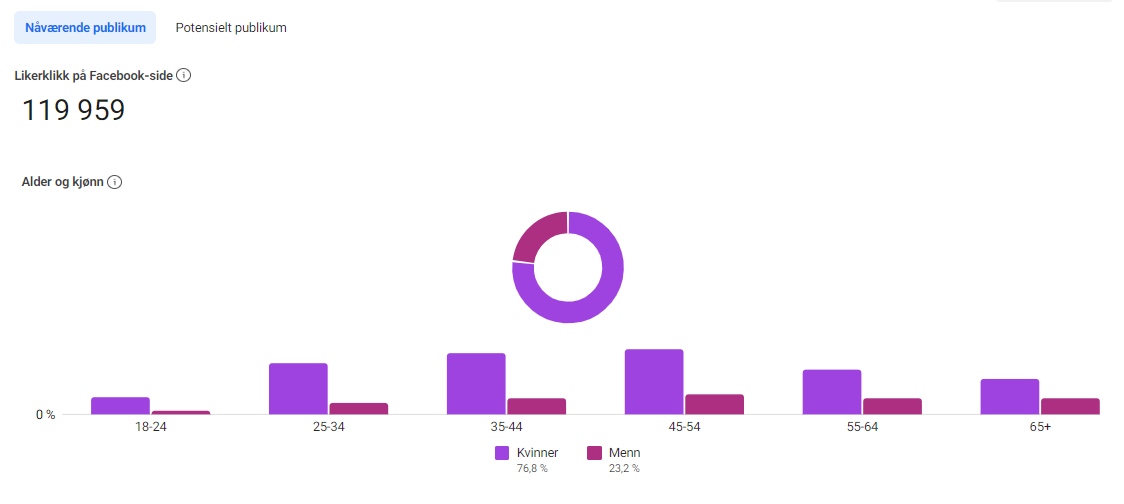 Nåværende publikum Potensielt publikum
Likerklikk på Facebook-side
119 959
Alder og kjønn
0 %
18-24 25-34 35-44 45-54 55-64 65+
Kvinner Menn
76,8 % 23,2 %